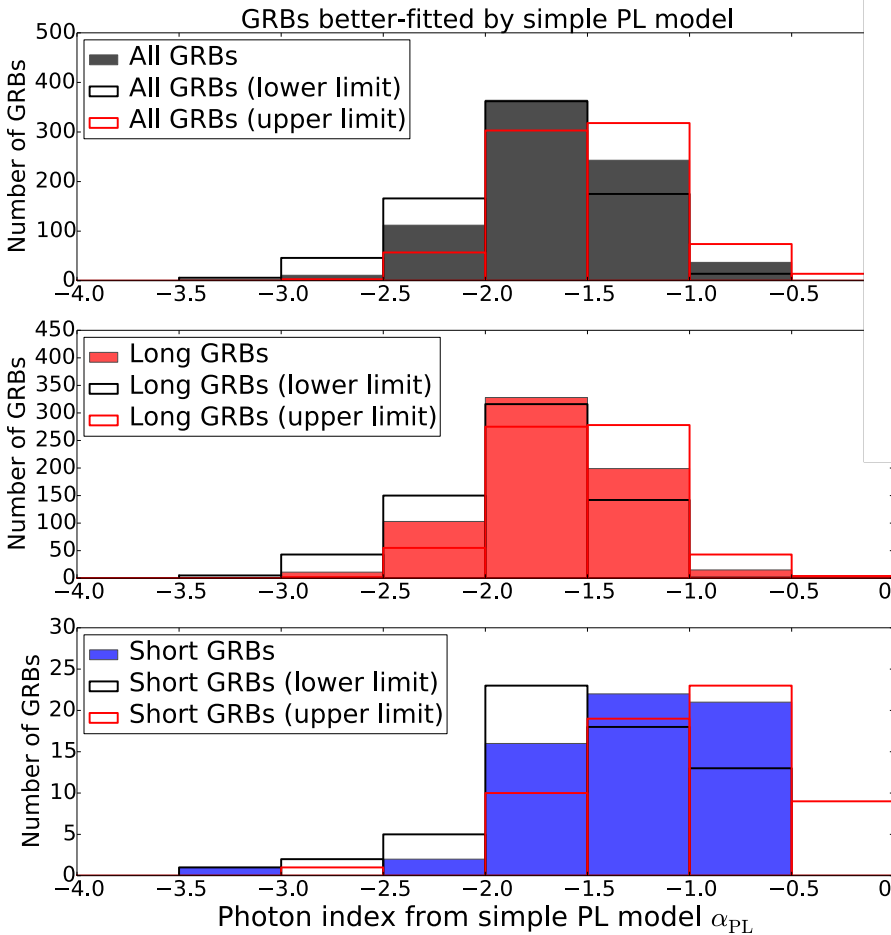 GRBs better-fitted by simple PL model
Number of GRBs
500
400
300
200
100
0
All GRBs
All GRBs (lower limit)
All GRBs (upper limit)
−4.0 −3.5 −3.0 −2.5 −2.0 −1.5 −1.0 −0.5
Number of GRBs
450
400
350
300
250
200
150
100
50
0
Long GRBs
Long GRBs (lower limit)
Long GRBs (upper limit)
−4.0 −3.5 −3.0 −2.5 −2.0 −1.5 −1.0 −0.5 0
Number of GRBs
30
25
20
15
10
5
0
Short GRBs
Short GRBs (lower limit)
Short GRBs (upper limit)
−4.0 −3.5 −3.0 −2.5 −2.0 −1.5 −1.0 −0.5 0
Photon index from simple PL model α_PL